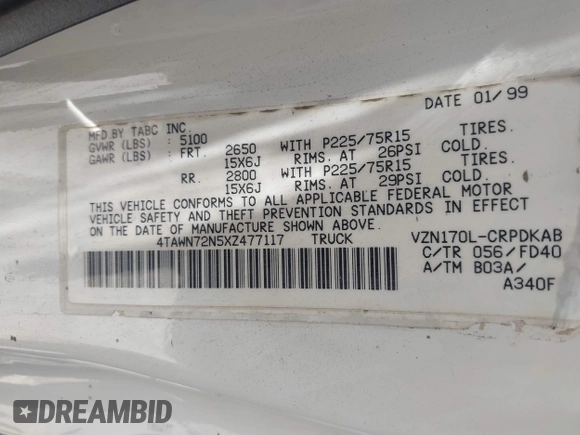 DATE 01/99
MFD BY TABC INC.
GVWR (LBS) : 5100
GAWR (LBS) : FRT. 2650 WITH P225/75R15 TIRES.
15X6J RIMS. AT 26PSI COLD.
RR. 2800 WITH P225/75R15 TIRES.
15X6J RIMS. AT 29PSI COLD.
THIS VEHICLE CONFORMS TO ALL APPLICABLE FEDERAL MOTOR
VEHICLE SAFETY AND THEFT PREVENTION STANDARDS IN EFFECT
ON THE DATE OF MANUFACTURE SHOWN ABOVE.
4TAWN72N5XZ477117 TRUCK VZN170L-CRPDKAB
C/TR 056/FD40
A/TM B03A/
A340F
DREAMBID